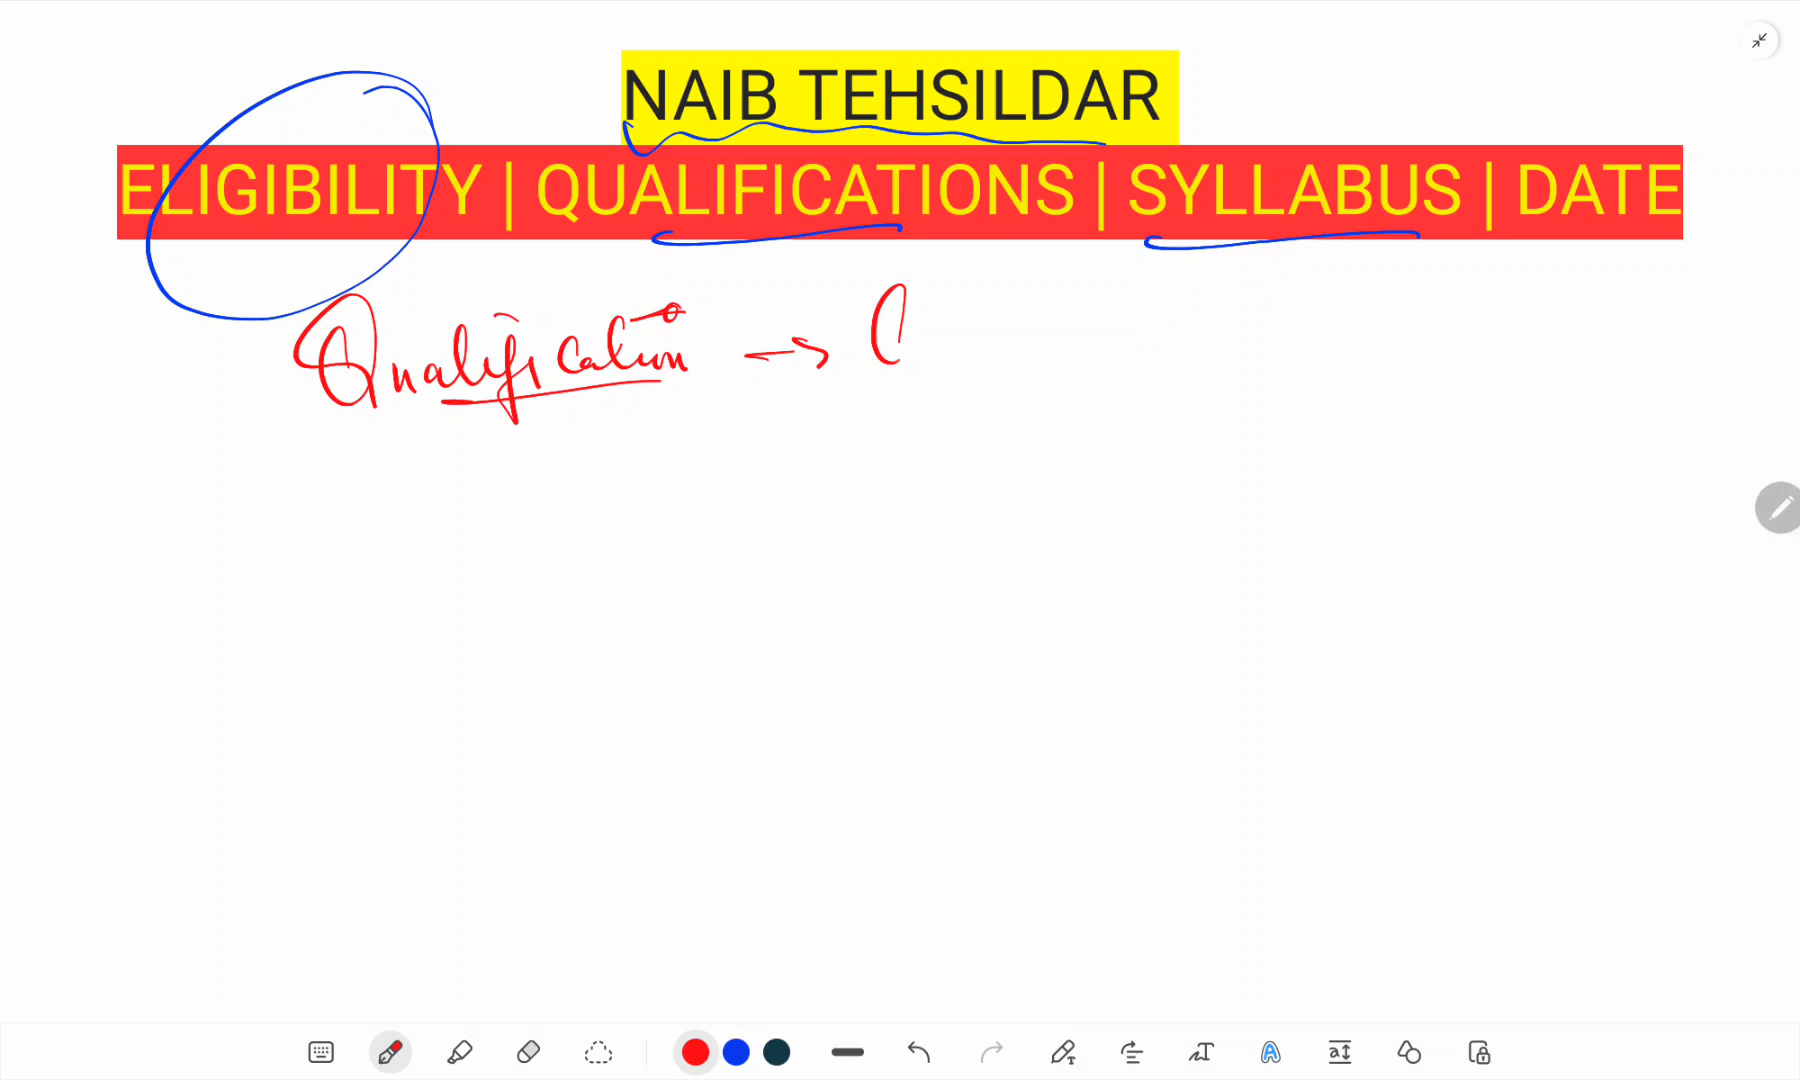 NAIB TEHSILDAR
ELIGIBILITY | QUALIFICATIONS | SYLLABUS | DATE
Qualification →